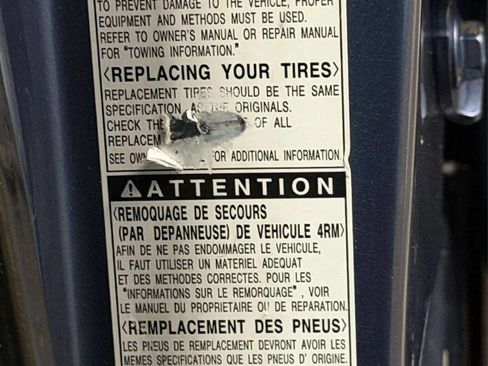 TO PREVENT DAMAGE TO THE VEHICLE, PROPER
EQUIPMENT AND METHODS MUST BE USED.
REFER TO OWNER'S MANUAL OR REPAIR MANUAL
FOR "TOWING INFORMATION."
〈REPLACING YOUR TIRES〉
REPLACEMENT TIRES SHOULD BE THE SAME
SPECIFICATION AS THE ORIGINALS.
CHECK THE OF ALL
REPLACEM
SEE OW FOR ADDITIONAL INFORMATION.
⚠ATTENTION
〈REMOQUAGE DE SECOURS
(PAR DEPANNEUSE) DE VEHICULE 4RM〉
AFIN DE NE PAS ENDOMMAGER LE VEHICULE,
IL FAUT UTILISER UN MATERIEL ADEQUAT
ET DES METHODES CORRECTES. POUR LES
"INFORMATIONS SUR LE REMORQUAGE", VOIR
LE MANUEL DU PROPRIETAIRE OU DE REPARATION.
〈REMPLACEMENT DES PNEUS〉
LES PNEUS DE REMPLACEMENT DEVRONT AVOIR LES
MEMES SPECIFICATIONS QUE LES PNEUS D' ORIGINE.